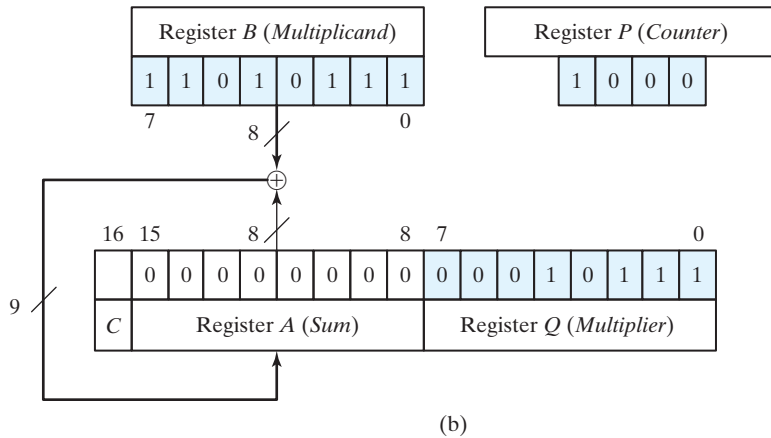 Register B (Multiplicand)
Register P (Counter)
1 1 0 1 0 1 1 1
1 0 0 0
7 8 0
+
16 15 8 8 7 0
0 0 0 0 0 0 0 0 0 0 0 1 0 1 1 1
9
C Register A (Sum) Register Q (Multiplier)
(b)